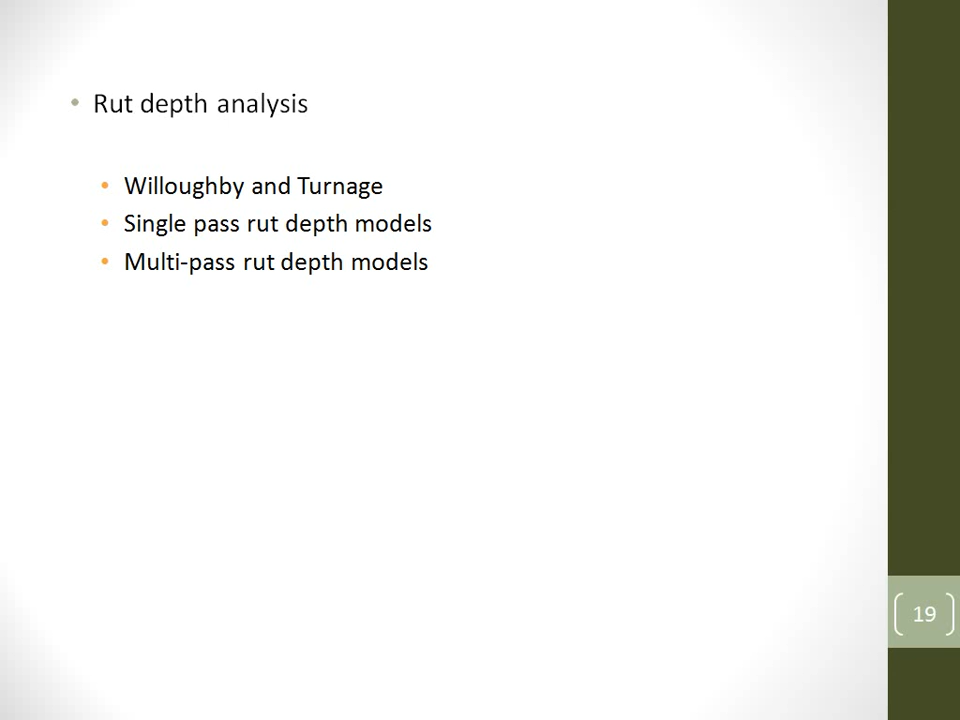 • Rut depth analysis
• Willoughby and Turnage
• Single pass rut depth models
• Multi-pass rut depth models
19